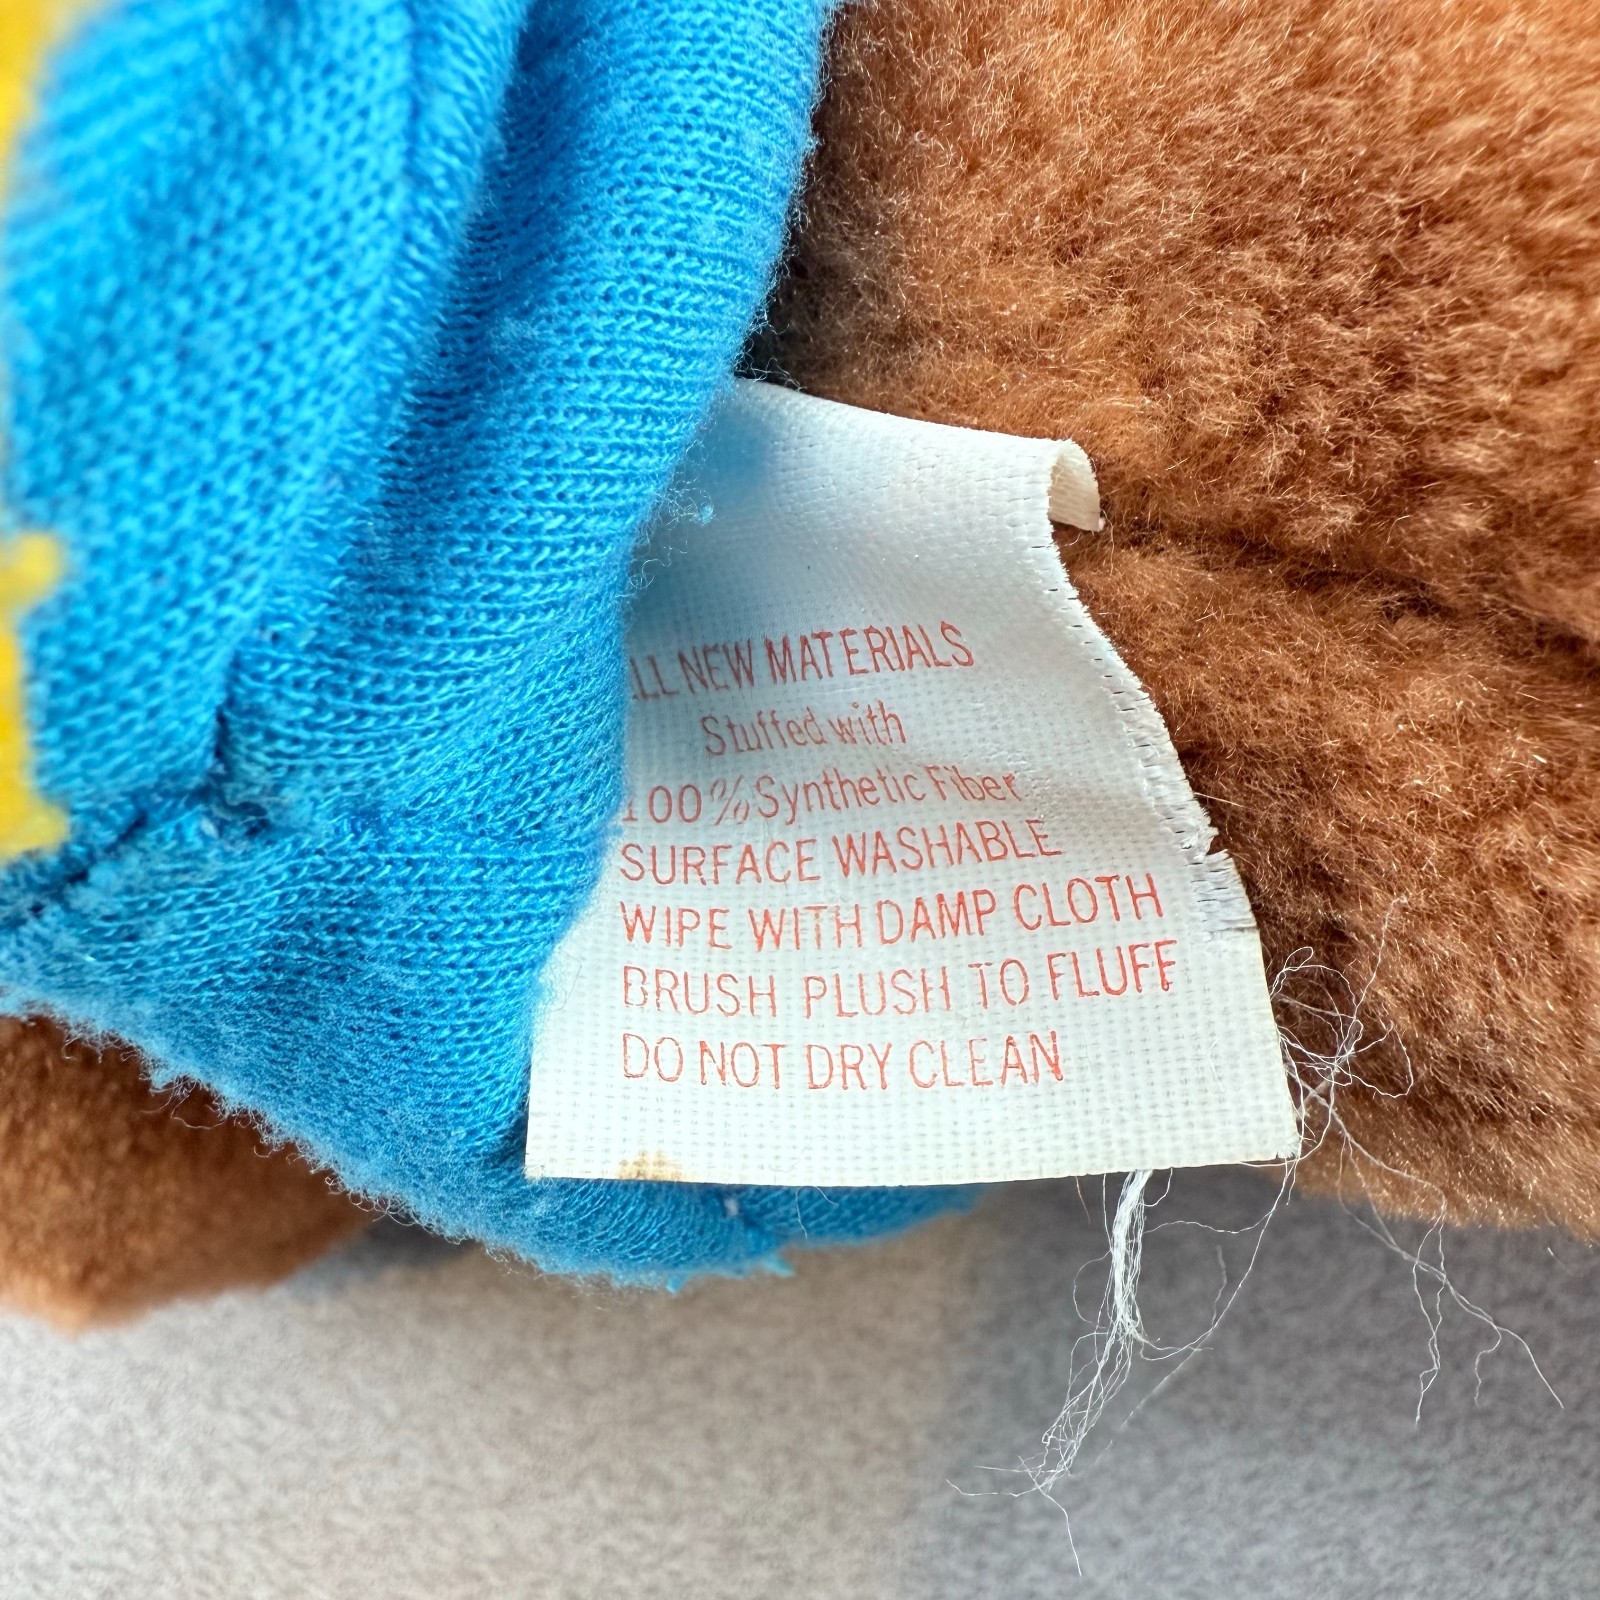 ALL NEW MATERIALS
Stuffed with
100% Synthetic Fiber
SURFACE WASHABLE
WIPE WITH DAMP CLOTH
BRUSH PLUSH TO FLUFF
DO NOT DRY CLEAN